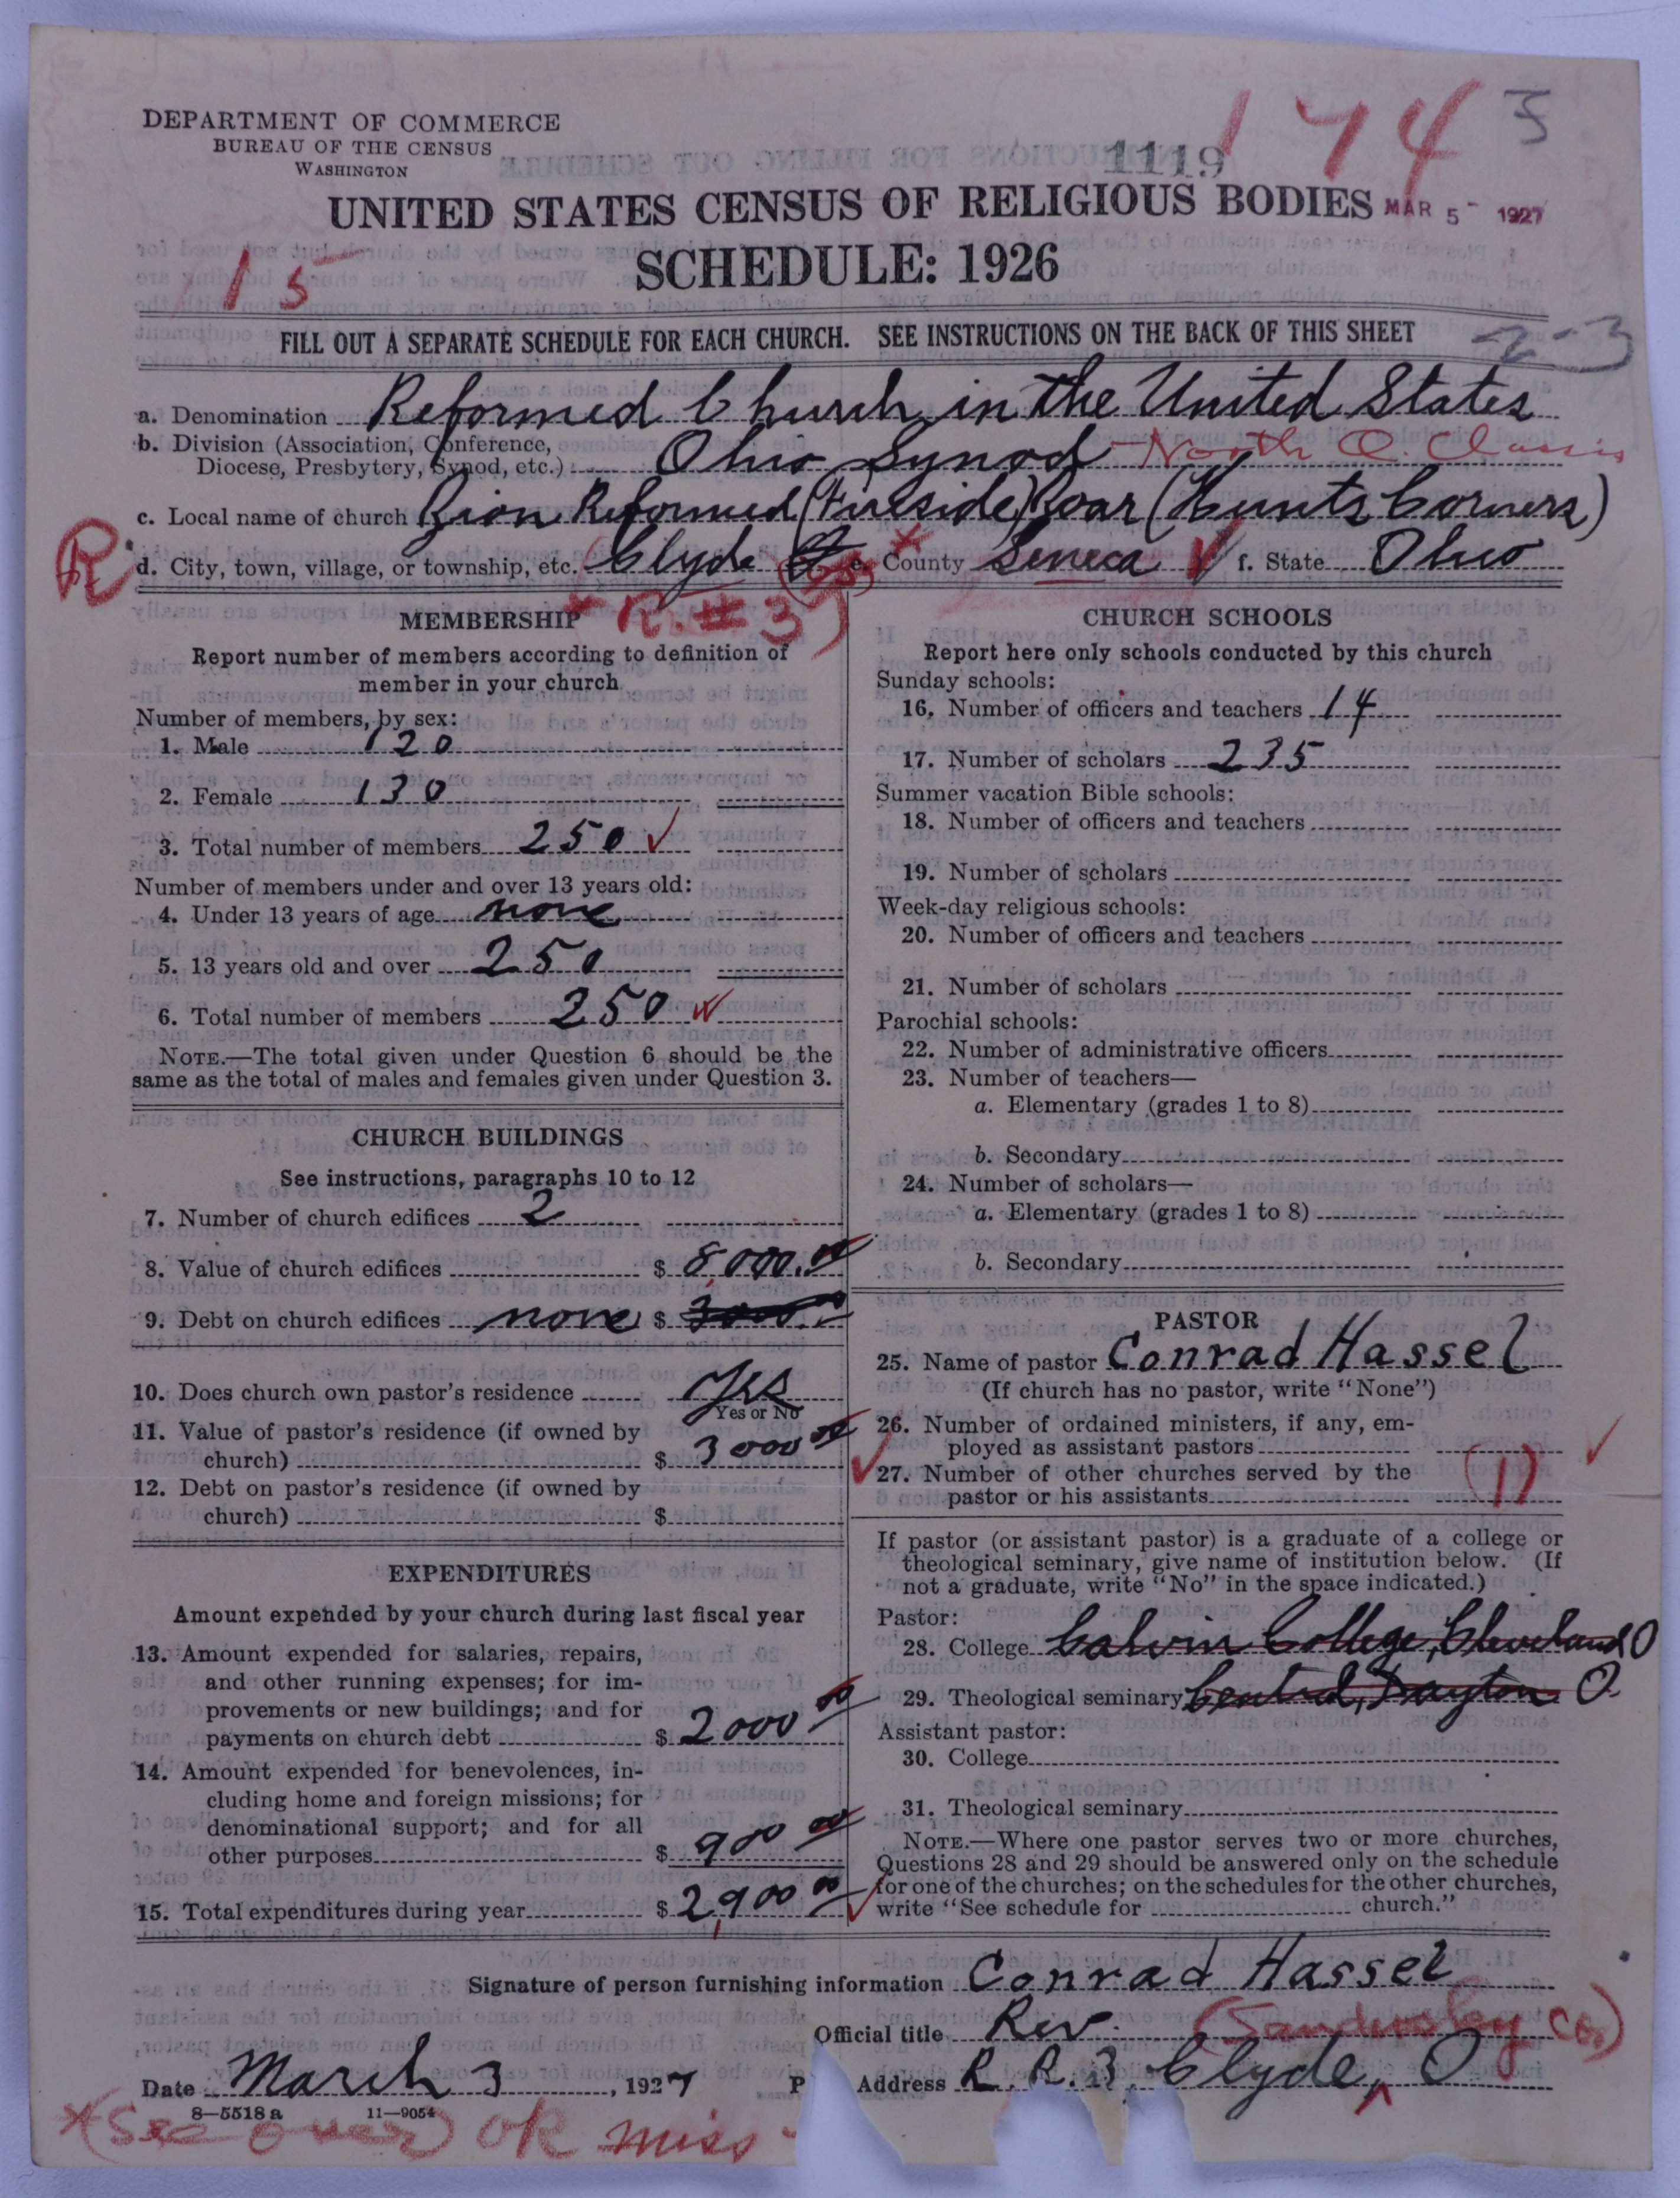 174 3
DEPARTMENT OF COMMERCE
BUREAU OF THE CENSUS
WASHINGTON
1119
UNITED STATES CENSUS OF RELIGIOUS BODIES MAR 5 - 1927
SCHEDULE: 1926
15
FILL OUT A SEPARATE SCHEDULE FOR EACH CHURCH. SEE INSTRUCTIONS ON THE BACK OF THIS SHEET
2-3
a. Denomination Reformed Church in the United States
b. Division (Association, Conference,
Diocese, Presbytery, Synod, etc.) Ohio Synod - North O. Classis
c. Local name of church Zion Reformed (Fireside) Roar (Hunts Corners)
R d. City, town, village, or township, etc. Clyde e. County Seneca f. State Ohio
* R. #3)
MEMBERSHIP
Report number of members according to definition of
member in your church
Number of members, by sex:
1. Male 120
2. Female 130
3. Total number of members 250 ✓
Number of members under and over 13 years old:
4. Under 13 years of age none
5. 13 years old and over 250
6. Total number of members 250
NOTE.—The total given under Question 6 should be the
same as the total of males and females given under Question 3.
CHURCH BUILDINGS
See instructions, paragraphs 10 to 12
7. Number of church edifices 2
8. Value of church edifices $ 8,000.00
9. Debt on church edifices none $ 3000.00
10. Does church own pastor's residence Yes
Yes or No
11. Value of pastor's residence (if owned by
church) $ 3000 00
12. Debt on pastor's residence (if owned by
church) $
EXPENDITURES
Amount expended by your church during last fiscal year
13. Amount expended for salaries, repairs,
and other running expenses; for im-
provements or new buildings; and for
payments on church debt $ 2000 00
14. Amount expended for benevolences, in-
cluding home and foreign missions; for
denominational support; and for all
other purposes $ 900 00
15. Total expenditures during year $ 2,900 00 ✓
CHURCH SCHOOLS
Report here only schools conducted by this church
Sunday schools:
16. Number of officers and teachers 14
17. Number of scholars 235
Summer vacation Bible schools:
18. Number of officers and teachers
19. Number of scholars
Week-day religious schools:
20. Number of officers and teachers
21. Number of scholars
Parochial schools:
22. Number of administrative officers
23. Number of teachers—
a. Elementary (grades 1 to 8)
b. Secondary
24. Number of scholars—
a. Elementary (grades 1 to 8)
b. Secondary
PASTOR
25. Name of pastor Conrad Hassel
(If church has no pastor, write "None")
26. Number of ordained ministers, if any, em-
ployed as assistant pastors
✓ 27. Number of other churches served by the
pastor or his assistants (1) ✓
If pastor (or assistant pastor) is a graduate of a college or
theological seminary, give name of institution below. (If
not a graduate, write "No" in the space indicated.)
Pastor:
28. College Calvin College, Cleveland O
29. Theological seminary Central, Dayton O.
Assistant pastor:
30. College
31. Theological seminary
NOTE.—Where one pastor serves two or more churches,
Questions 28 and 29 should be answered only on the schedule
for one of the churches; on the schedules for the other churches,
write "See schedule for church."
Signature of person furnishing information Conrad Hassel
Official title Rev. (Sandusky Co.)
Date March 3, 1927 P Address R. R. 3, Clyde, O
8—5518 a 11—9054
*(See over) OK miss